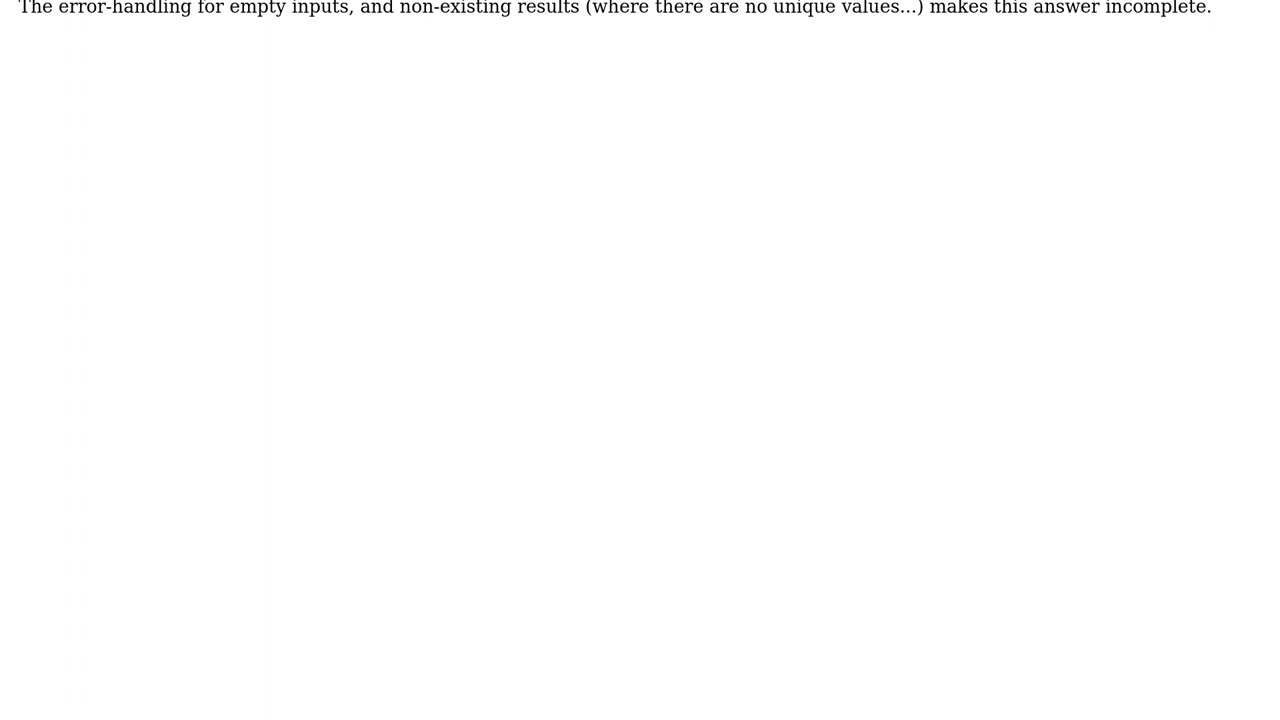 The error-handling for empty inputs, and non-existing results (where there are no unique values...) makes this answer incomplete.